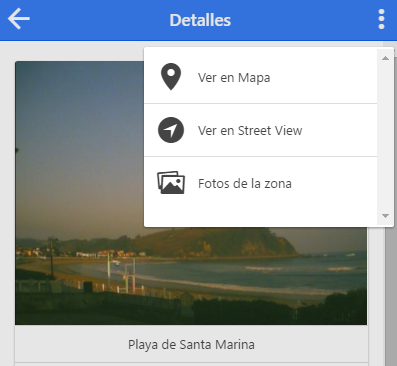 Detalles
Ver en Mapa
Ver en Street View
Fotos de la zona
Playa de Santa Marina